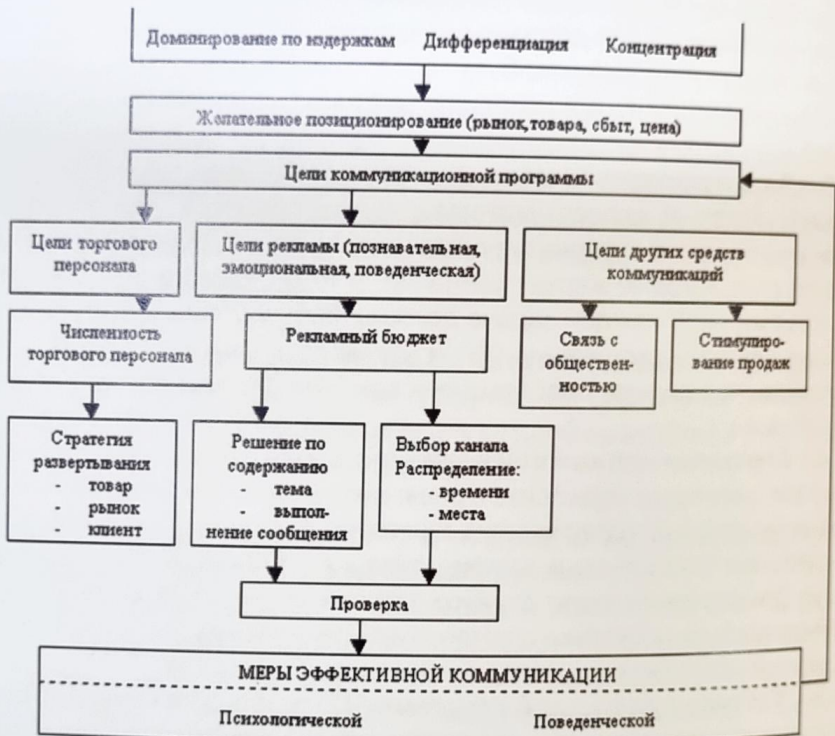 Доминирование по издержкам Дифференциация Концентрация
Желательное позиционирование (рынок,товара, сбыт, цена)
Цели коммуникационной программы
Цели торгового
персонала
Цели рекламы (познавательная,
эмоциональная, поведенческая)
Цели других средств
коммуникаций
Численность
торгового персонала
Рекламный бюджет
Связь с
обществен-
ностью
Стимулиро-
вание продаж
Стратегия
развертывания
- товар
- рынок
- клиент
Решение по
содержанию
- тема
- выпол-
нение сообщения
Выбор канала
Распределение:
- времени
- места
Проверка
МЕРЫ ЭФФЕКТИВНОЙ КОММУНИКАЦИИ
Психологической Поведенческой